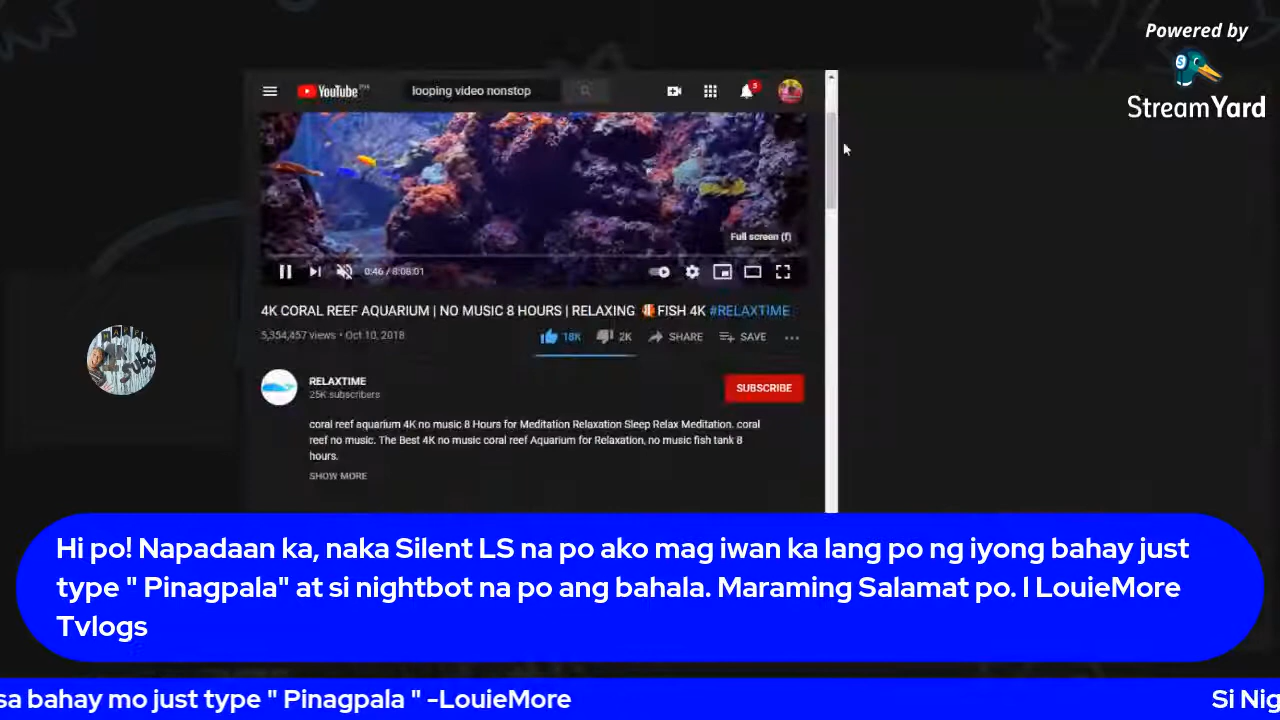 Powered by
StreamYard
YouTube PH
looping video nonstop
Full screen (f)
0:46 / 8:08:01
4K CORAL REEF AQUARIUM | NO MUSIC 8 HOURS | RELAXING 🐠FISH 4K #RELAXTIME
5,354,457 views • Oct 10, 2018
18K
2K
SHARE
SAVE
RELAXTIME
25K subscribers
SUBSCRIBE
coral reef aquarium 4K no music 8 Hours for Meditation Relaxation Sleep Relax Meditation. coral
reef no music. The Best 4K no music coral reef Aquarium for Relaxation, no music fish tank 8
hours.
SHOW MORE
Hi po! Napadaan ka, naka Silent LS na po ako mag iwan ka lang po ng iyong bahay just
type " Pinagpala" at si nightbot na po ang bahala. Maraming Salamat po. I LouieMore
Tvlogs
sa bahay mo just type " Pinagpala " -LouieMore
Si Nig